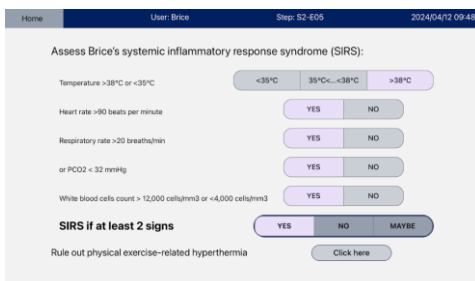 Home User: Brice Step: S2-E05 2024/04/12 09:48
Assess Brice's systemic inflammatory response syndrome (SIRS):
Temperature >38°C or <35°C <35°C 35°C<...<38°C >38°C
Heart rate >90 beats per minute YES NO
Respiratory rate >20 breaths/min YES NO
or PCO2 < 32 mmHg YES NO
White blood cells count > 12,000 cells/mm3 or <4,000 cells/mm3 YES NO
SIRS if at least 2 signs YES NO MAYBE
Rule out physical exercise-related hyperthermia Click here